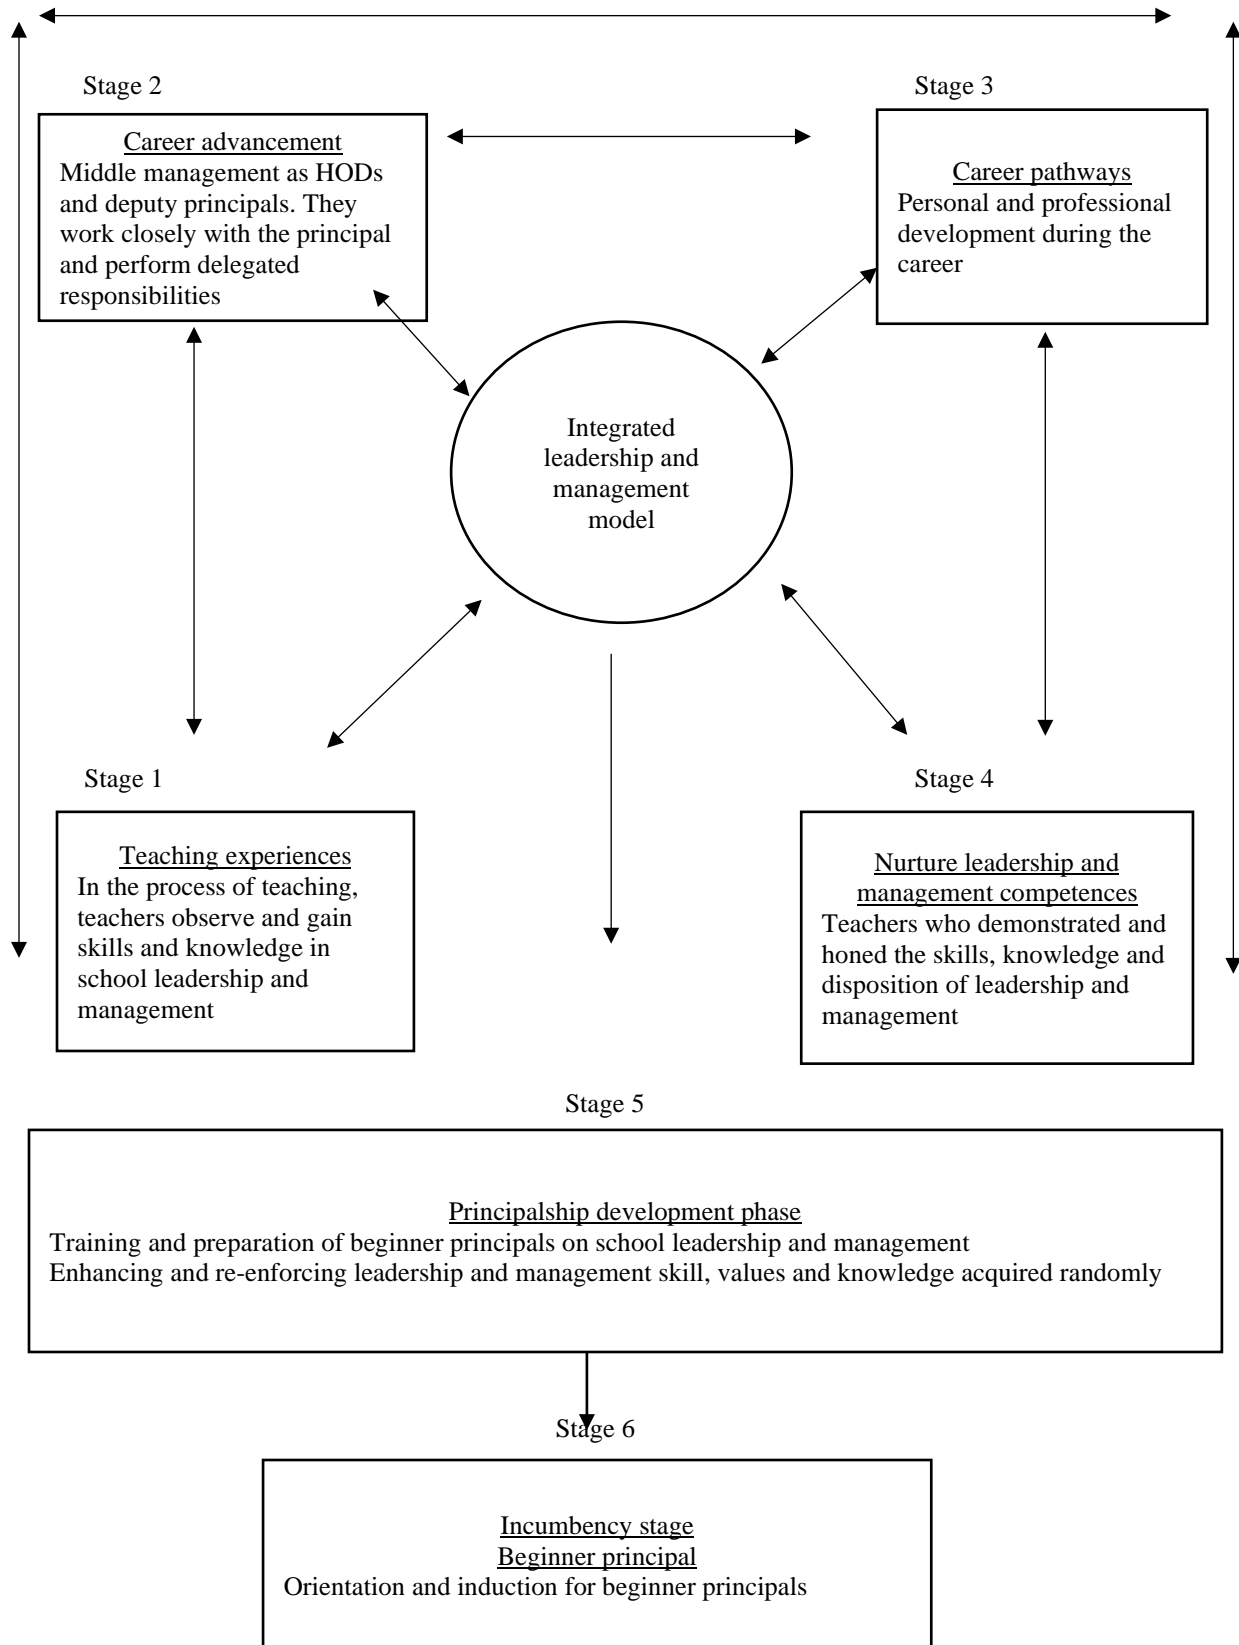 Stage 2
Career advancement
Middle management as HODs
and deputy principals. They
work closely with the principal
and perform delegated
responsibilities
Stage 3
Career pathways
Personal and professional
development during the
career
Integrated
leadership and
management
model
Stage 1
Teaching experiences
In the process of teaching,
teachers observe and gain
skills and knowledge in
school leadership and
management
Stage 4
Nurture leadership and
management competences
Teachers who demonstrated and
honed the skills, knowledge and
disposition of leadership and
management
Stage 5
Principalship development phase
Training and preparation of beginner principals on school leadership and management
Enhancing and re-enforcing leadership and management skill, values and knowledge acquired randomly
Stage 6
Incumbency stage
Beginner principal
Orientation and induction for beginner principals